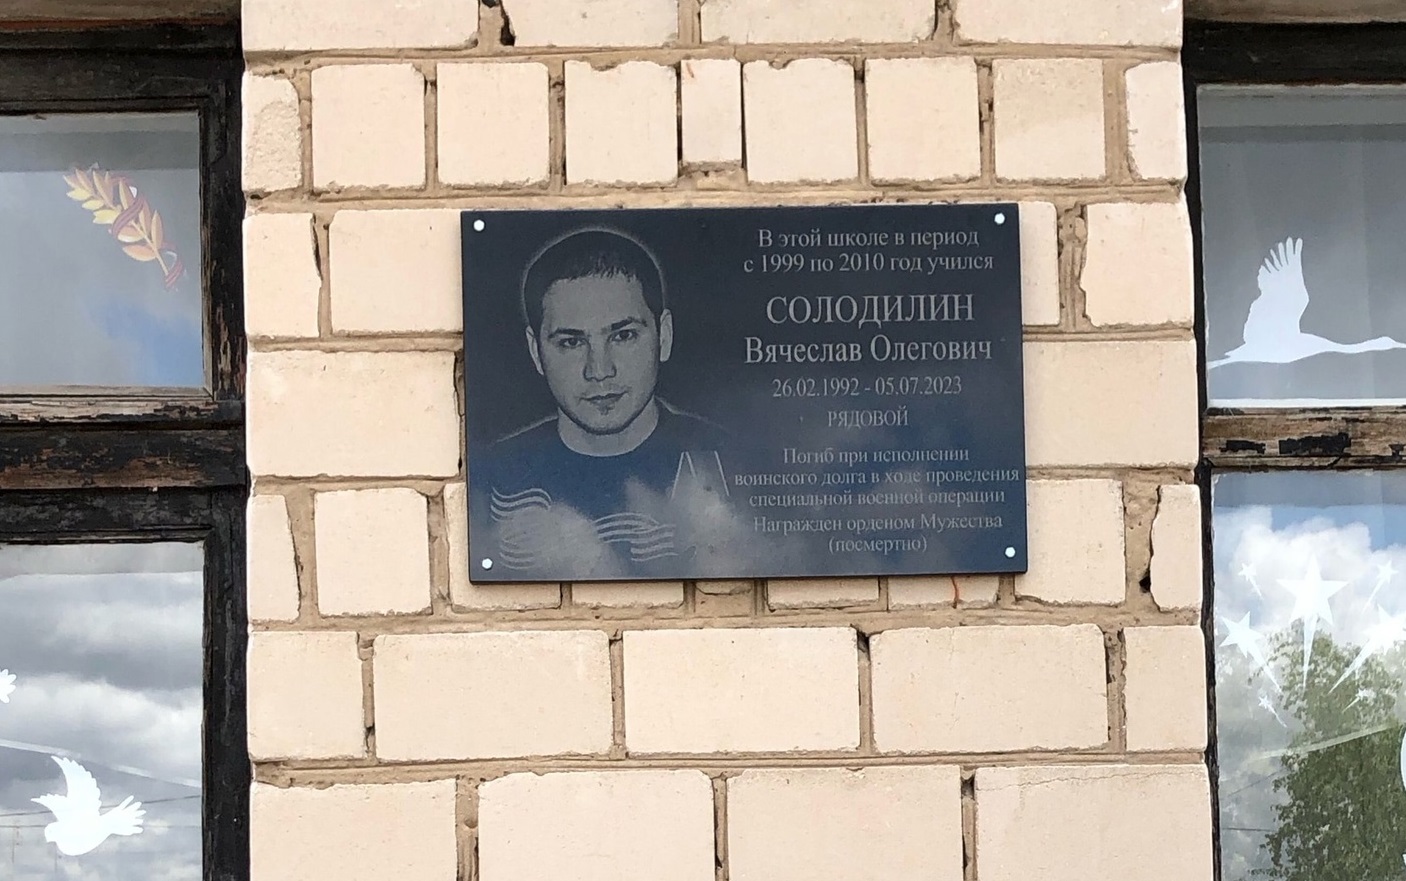 В этой школе в период
с 1999 по 2010 год учился
СОЛОДИЛИН
Вячеслав Олегович
26.02.1992 - 05.07.2023
РЯДОВОЙ
Погиб при исполнении
воинского долга в ходе проведения
специальной военной операции
Награжден орденом Мужества
(посмертно)